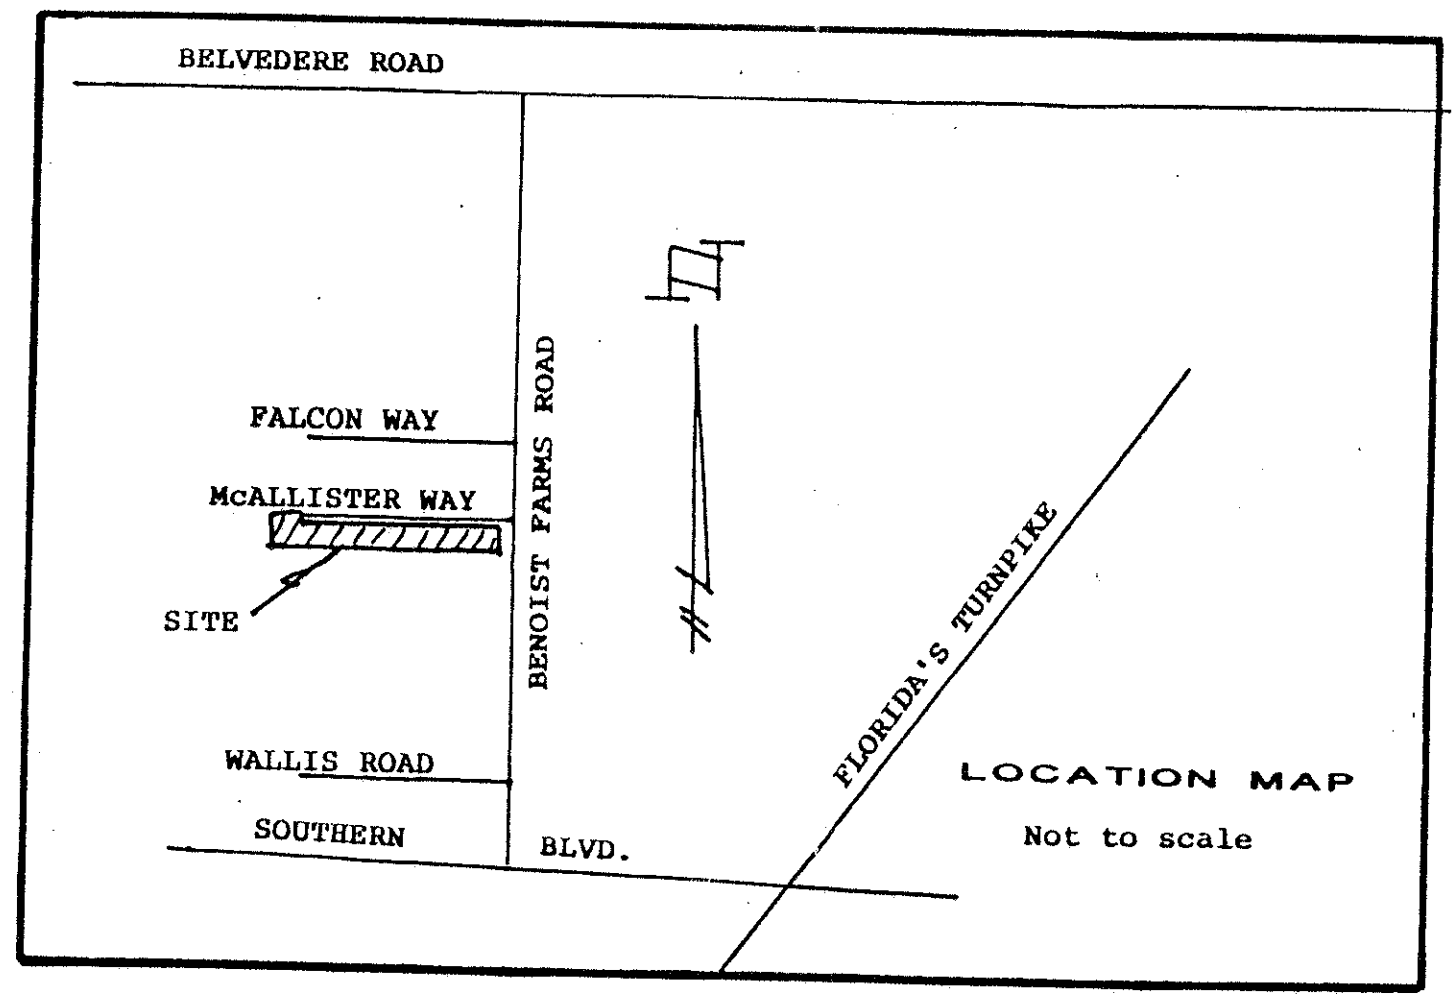 BELVEDERE ROAD
N
FALCON WAY
BENOIST FARMS ROAD
McALLISTER WAY
SITE
FLORIDA'S TURNPIKE
WALLIS ROAD
LOCATION MAP
SOUTHERN BLVD.
Not to scale